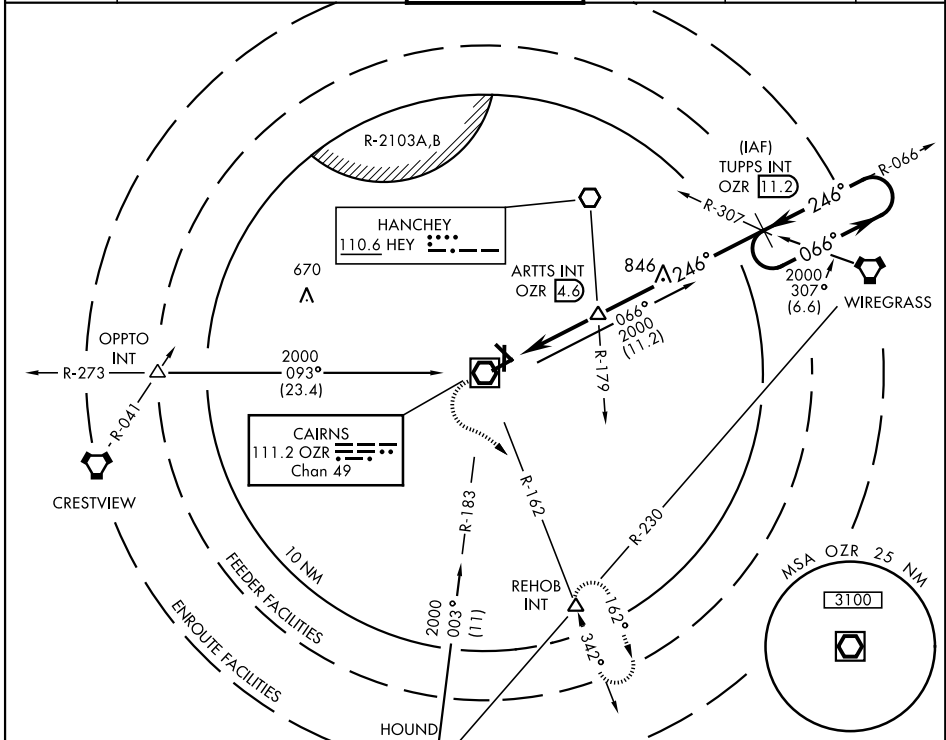 R-2103A,B
(IAF)
TUPPS INT
OZR 11.2
R-066
246°
R-307
066°
HANCHEY
110.6 HEY
ARTTS INT
OZR 4.6
846
246°
2000
307°
(6.6)
WIREGRASS
670
066°
2000
(11.2)
OPPTO
INT
R-273
2000
093°
(23.4)
R-179
R-041
CAIRNS
111.2 OZR
Chan 49
CRESTVIEW
R-183
R-162
R-230
10 NM
FEEDER FACILITIES
ENROUTE FACILITIES
2000
003°
(11)
REHOB
INT
162°
342°
HOUND
MSA OZR 25 NM
3100